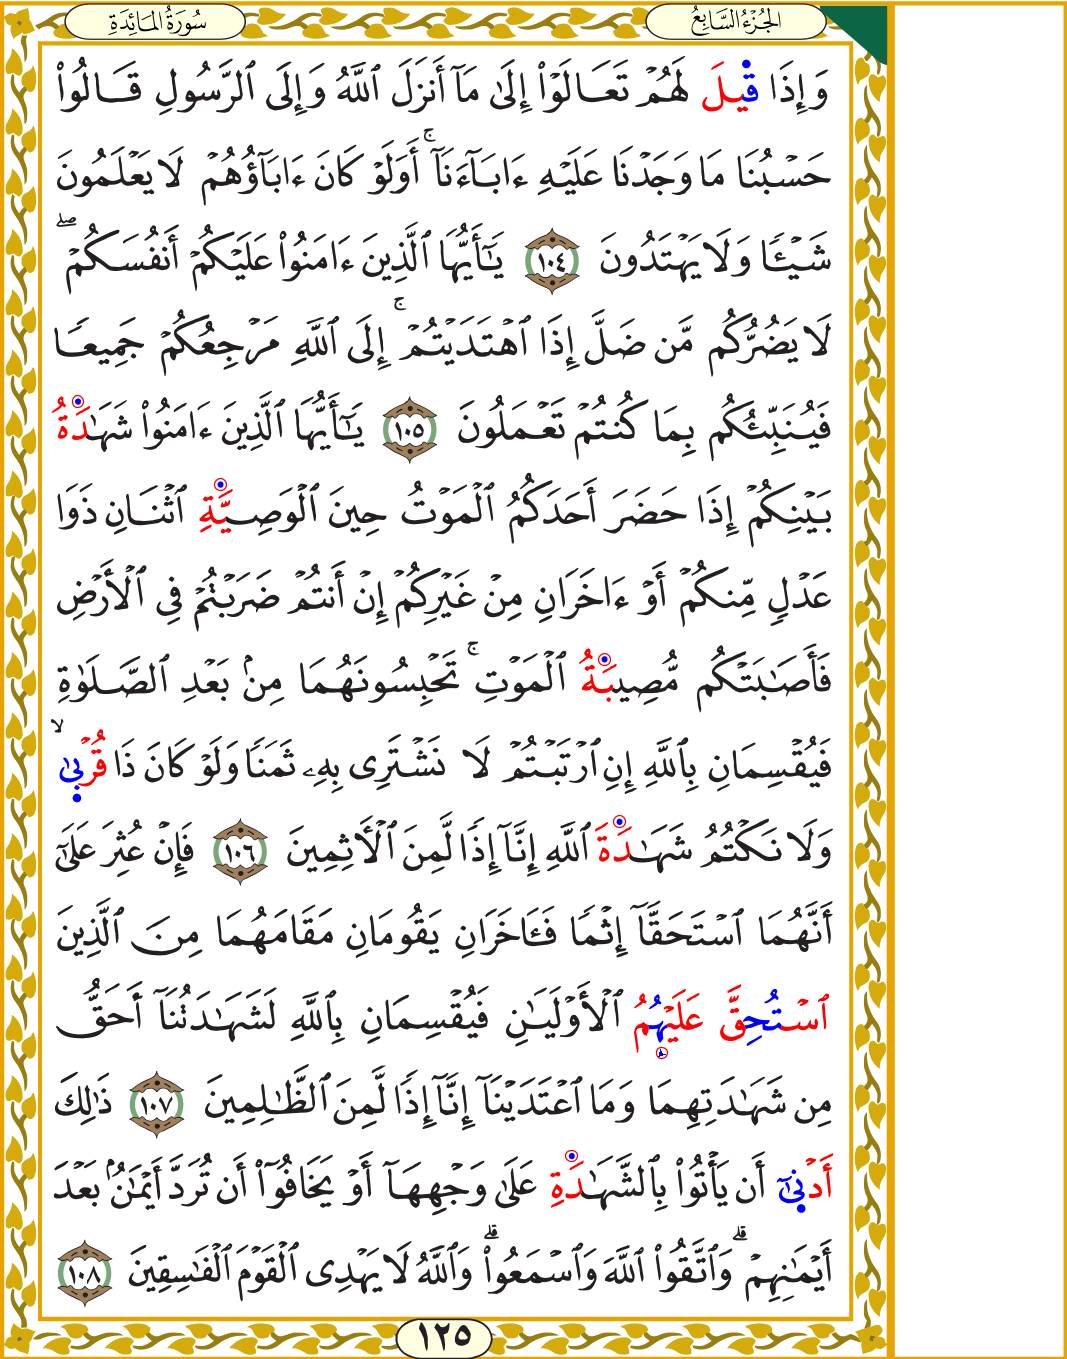 الجُزْءُ السَّابِعُ
سُورَةُ المَائِدَةِ
وَإِذَا قِيلَ لَهُمْ تَعَالَوْا۟ إِلَىٰ مَآ أَنزَلَ ٱللَّهُ وَإِلَى ٱلرَّسُولِ قَالُوا۟
حَسْبُنَا مَا وَجَدْنَا عَلَيْهِ ءَابَآءَنَآ ۚ أَوَلَوْ كَانَ ءَابَآؤُهُمْ لَا يَعْلَمُونَ
شَيْـًٔا وَلَا يَهْتَدُونَ ١٠٤ يَـٰٓأَيُّهَا ٱلَّذِينَ ءَامَنُوا۟ عَلَيْكُمْ أَنفُسَكُمْ ۖ
لَا يَضُرُّكُم مَّن ضَلَّ إِذَا ٱهْتَدَيْتُمْ ۚ إِلَى ٱللَّهِ مَرْجِعُكُمْ جَمِيعًا
فَيُنَبِّئُكُم بِمَا كُنتُمْ تَعْمَلُونَ ١٠٥ يَـٰٓأَيُّهَا ٱلَّذِينَ ءَامَنُوا۟ شَهَـٰدَةُ
بَيْنِكُمْ إِذَا حَضَرَ أَحَدَكُمُ ٱلْمَوْتُ حِينَ ٱلْوَصِيَّةِ ٱثْنَانِ ذَوَا
عَدْلٍ مِّنكُمْ أَوْ ءَاخَرَانِ مِنْ غَيْرِكُمْ إِنْ أَنتُمْ ضَرَبْتُمْ فِى ٱلْأَرْضِ
فَأَصَـٰبَتْكُم مُّصِيبَةُ ٱلْمَوْتِ ۚ تَحْبِسُونَهُمَا مِنۢ بَعْدِ ٱلصَّلَوٰةِ
فَيُقْسِمَانِ بِٱللَّهِ إِنِ ٱرْتَبْتُمْ لَا نَشْتَرِى بِهِۦ ثَمَنًا وَلَوْ كَانَ ذَا قُرْبَىٰ ۙ
وَلَا نَكْتُمُ شَهَـٰدَةَ ٱللَّهِ إِنَّآ إِذًا لَّمِنَ ٱلْـَٔاثِمِينَ ١٠٦ فَإِنْ عُثِرَ عَلَىٰٓ
أَنَّهُمَا ٱسْتَحَقَّآ إِثْمًا فَـَٔاخَرَانِ يَقُومَانِ مَقَامَهُمَا مِنَ ٱلَّذِينَ
ٱسْتُحِقَّ عَلَيْهُمُ ٱلْأَوْلَيَـٰنِ فَيُقْسِمَانِ بِٱللَّهِ لَشَهَـٰدَتُنَآ أَحَقُّ
مِن شَهَـٰدَتِهِمَا وَمَا ٱعْتَدَيْنَآ إِنَّآ إِذًا لَّمِنَ ٱلظَّـٰلِمِينَ ١٠٧ ذَٰلِكَ
أَدْنَىٰٓ أَن يَأْتُوا۟ بِٱلشَّهَـٰدَةِ عَلَىٰ وَجْهِهَآ أَوْ يَخَافُوٓا۟ أَن تُرَدَّ أَيْمَـٰنٌۢ بَعْدَ
أَيْمَـٰنِهِمْ ۗ وَٱتَّقُوا۟ ٱللَّهَ وَٱسْمَعُوا۟ ۗ وَٱللَّهُ لَا يَهْدِى ٱلْقَوْمَ ٱلْفَـٰسِقِينَ ١٠٨
١٢٥